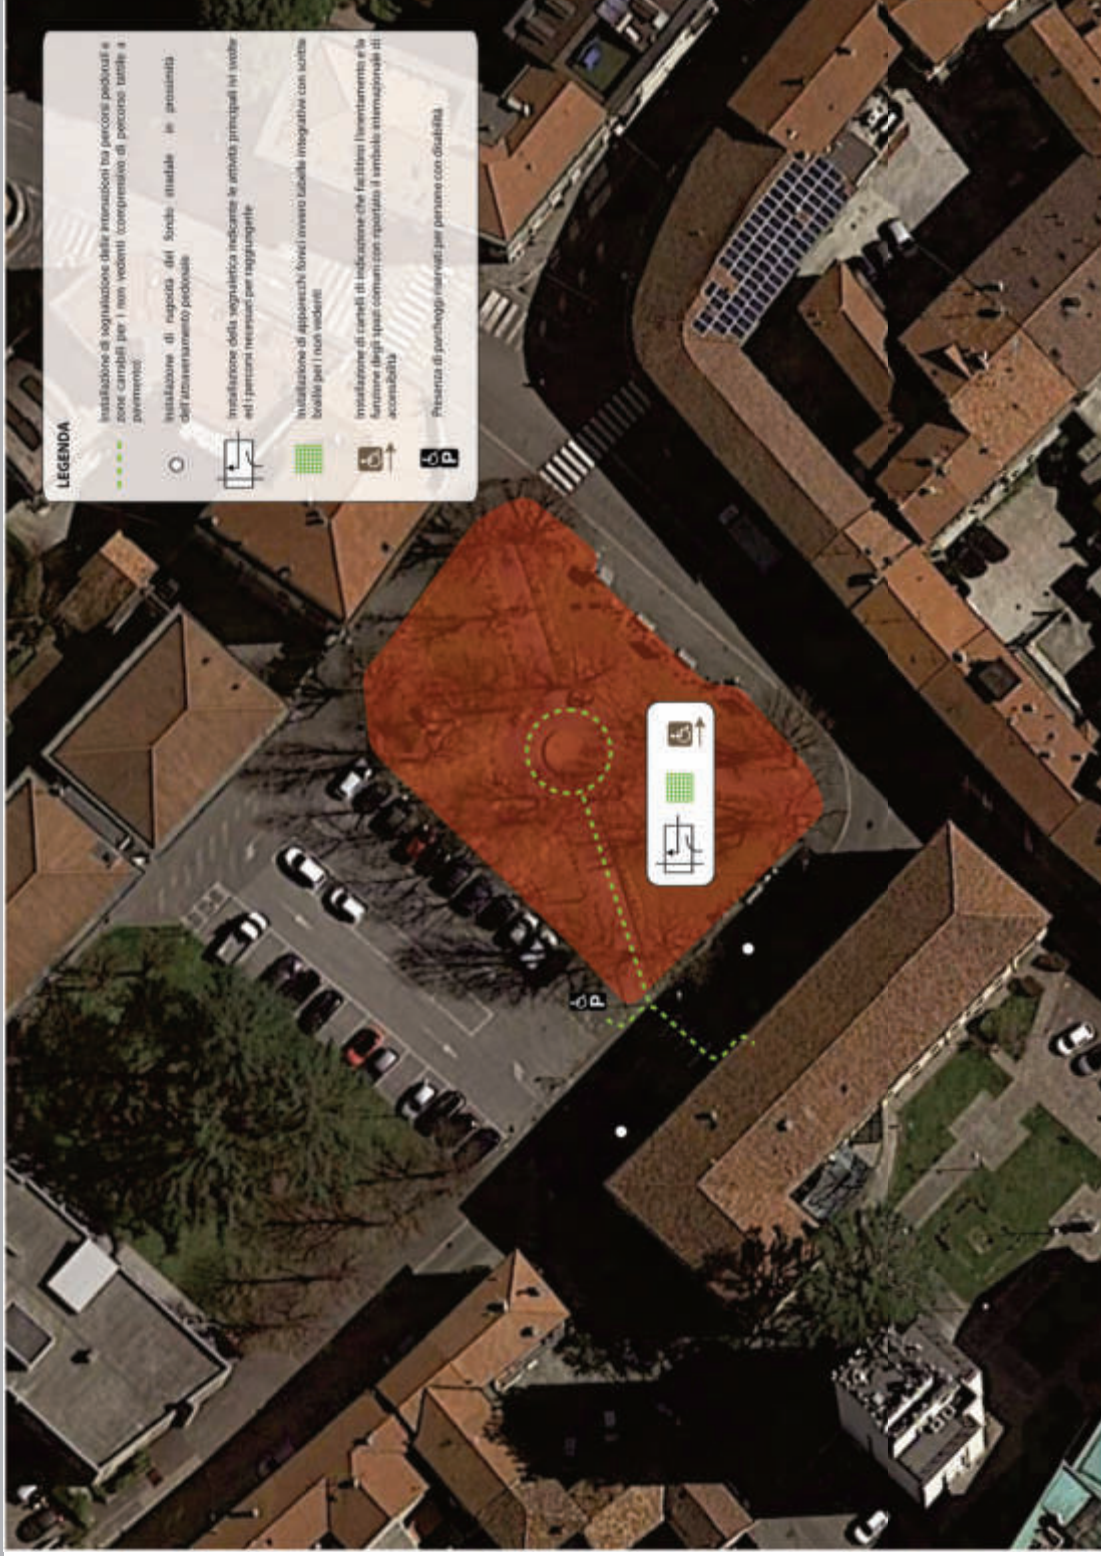 LEGENDA
Installazione di segnalazione delle intersezioni tra percorsi pedonali e
zone carrabili per i non vedenti (comprensivo di percorso tattile a
pavimento)
Installazione di rugosità del fondo stradale in prossimità
dell'attraversamento pedonale
Installazione della segnaletica indicante le attività principali ivi svolte
ed i percorsi necessari per raggiungerle
Installazione di apparecchi fonici ovvero tabelle integrative con scritte
braille per i non vedenti
Installazione di cartelli di indicazione che facilitini l'orientamento e la
funzione degli spazi comuni con riportato il simbolo internazionale di
accessibilità
P
Presenza di parcheggi riservati per persone con disabilità
P